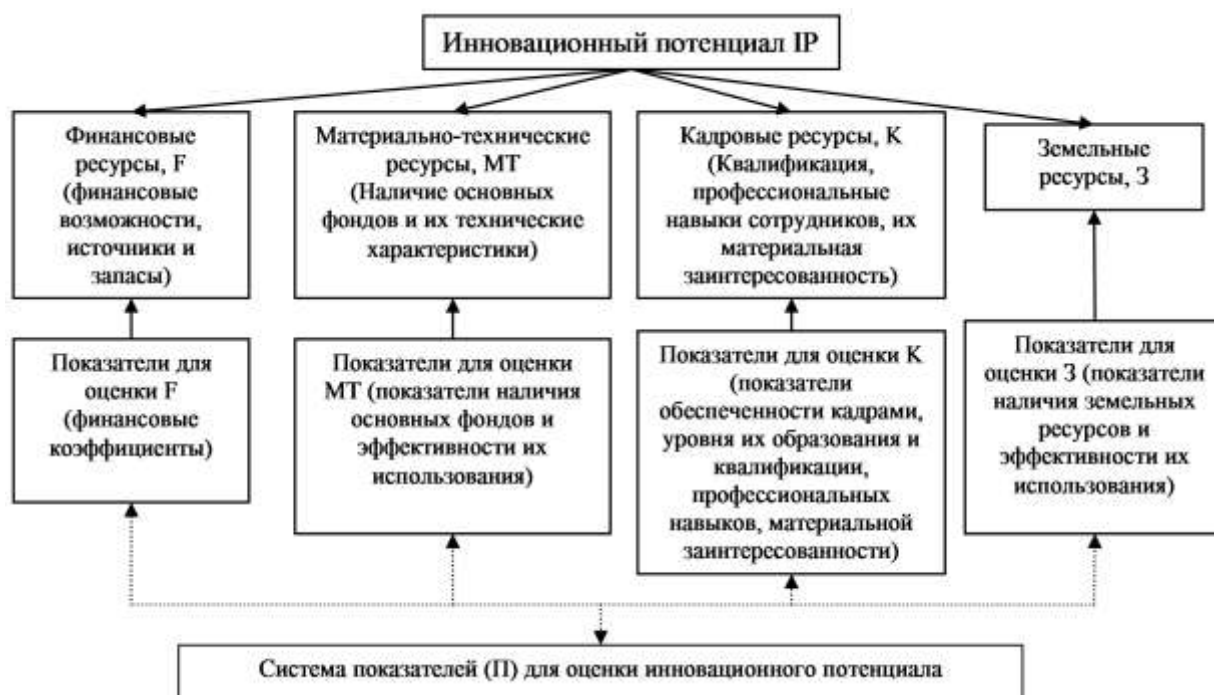 Инновационный потенциал IP
Финансовые
ресурсы, F
(финансовые
возможности,
источники и
запасы)
Материально-технические
ресурсы, МТ
(Наличие основных
фондов и их технические
характеристики)
Кадровые ресурсы, К
(Квалификация,
профессиональные
навыки сотрудников, их
материальная
заинтересованность)
Земельные
ресурсы, З
Показатели для
оценки F
(финансовые
коэффициенты)
Показатели для оценки
МТ (показатели наличия
основных фондов и
эффективности их
использования)
Показатели для оценки К
(показатели
обеспеченности кадрами,
уровня их образования и
квалификации,
профессиональных
навыков, материальной
заинтересованности)
Показатели для
оценки З (показатели
наличия земельных
ресурсов и
эффективности их
использования)
Система показателей (П) для оценки инновационного потенциала